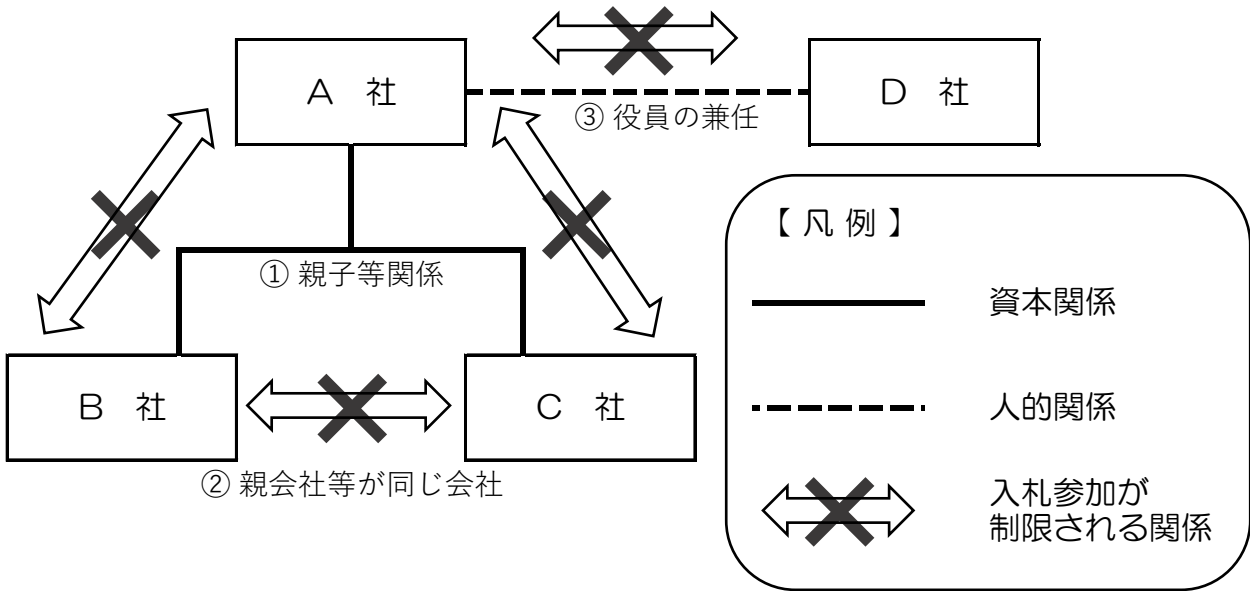 A 社
D 社
③ 役員の兼任
① 親子等関係
B 社
C 社
② 親会社等が同じ会社
【 凡 例 】
資本関係
人的関係
入札参加が
制限される関係